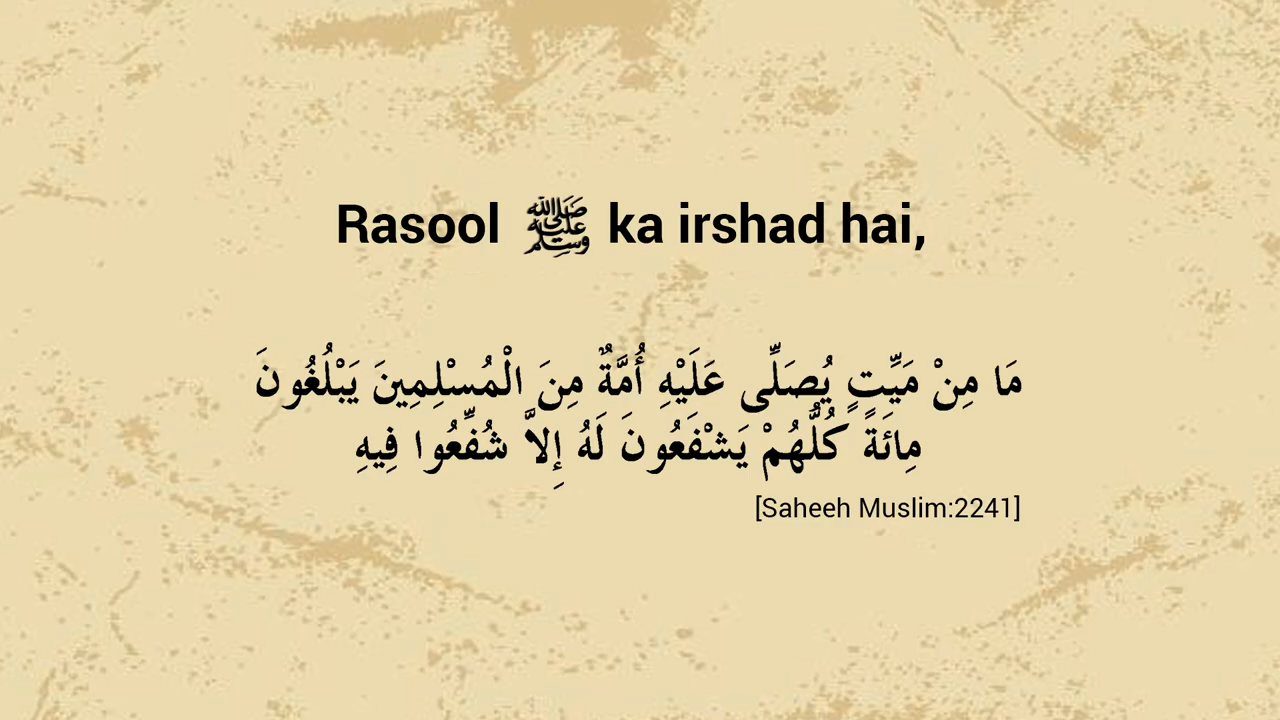 Rasool ﷺ ka irshad hai,
مَا مِنْ مَيِّتٍ يُصَلِّى عَلَيْهِ أُمَّةٌ مِنَ الْمُسْلِمِينَ يَبْلُغُونَ
مِائَةً كُلُّهُمْ يَشْفَعُونَ لَهُ إِلاَّ شُفِّعُوا فِيهِ
[Saheeh Muslim:2241]